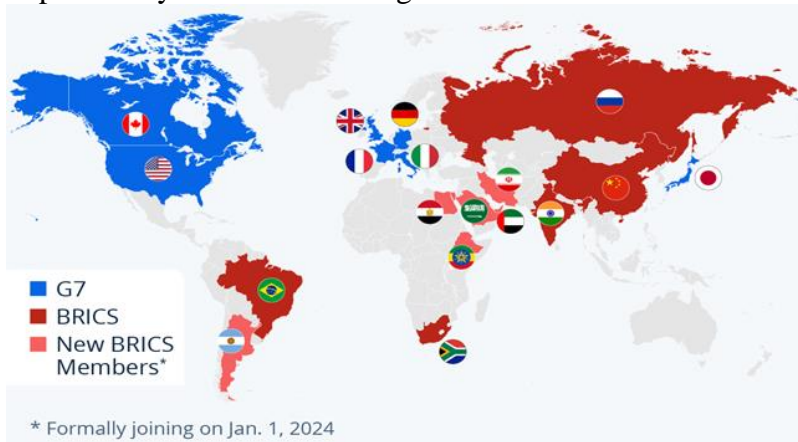 G7
BRICS
New BRICS
Members*
* Formally joining on Jan. 1, 2024